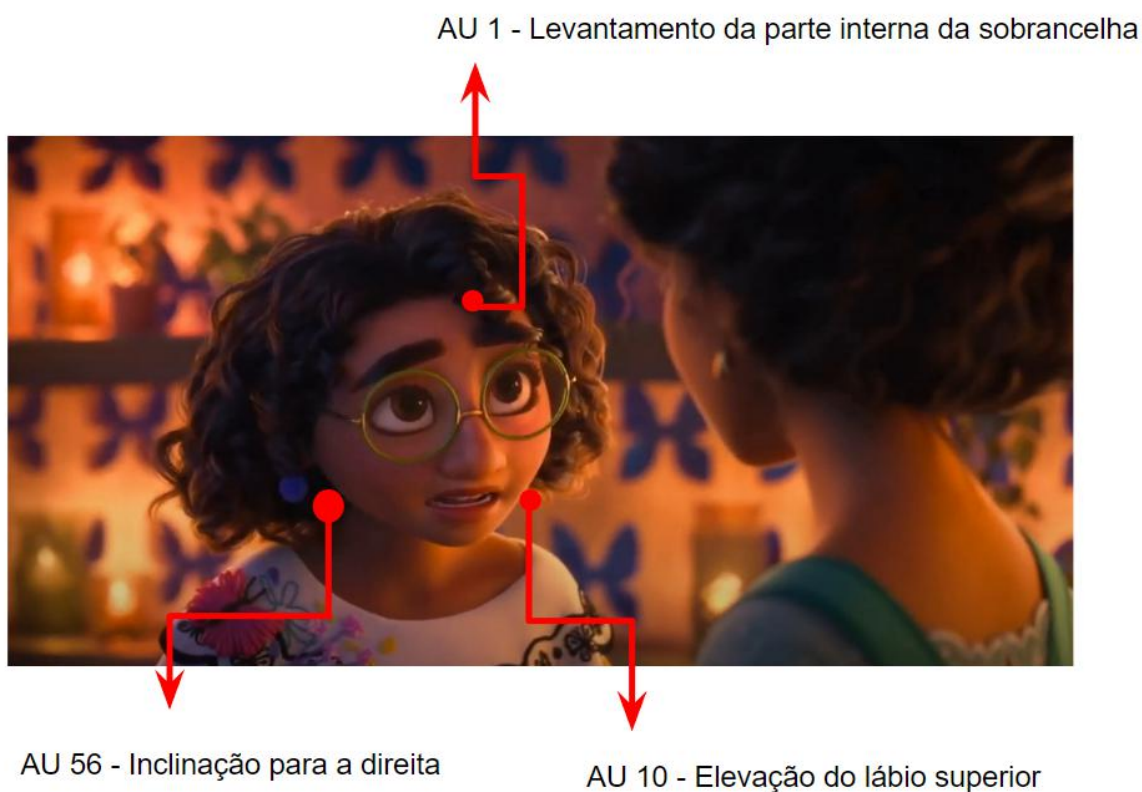 AU 1 - Levantamento da parte interna da sobrancelha
AU 56 - Inclinação para a direita
AU 10 - Elevação do lábio superior